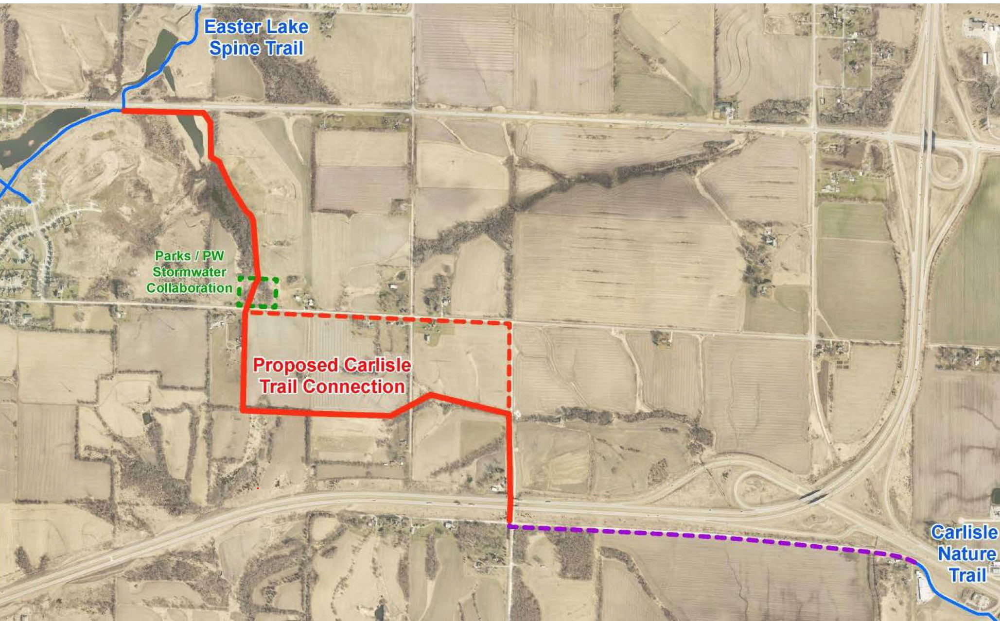 Easter Lake
Spine Trail
Parks / PW
Stormwater
Collaboration
Proposed Carlisle
Trail Connection
Carlisle
Nature
Trail